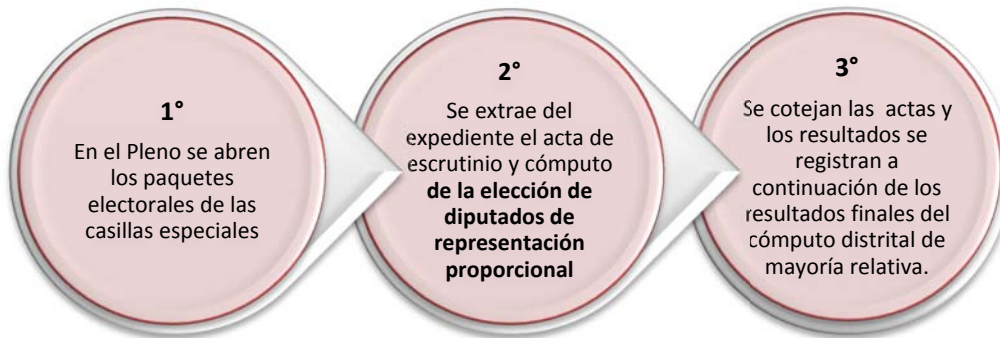 1°
En el Pleno se abren
los paquetes
electorales de las
casillas especiales
2°
Se extrae del
expediente el acta de
escrutinio y cómputo
de la elección de
diputados de
representación
proporcional
3°
Se cotejan las actas y
los resultados se
registran a
continuación de los
resultados finales del
cómputo distrital de
mayoría relativa.